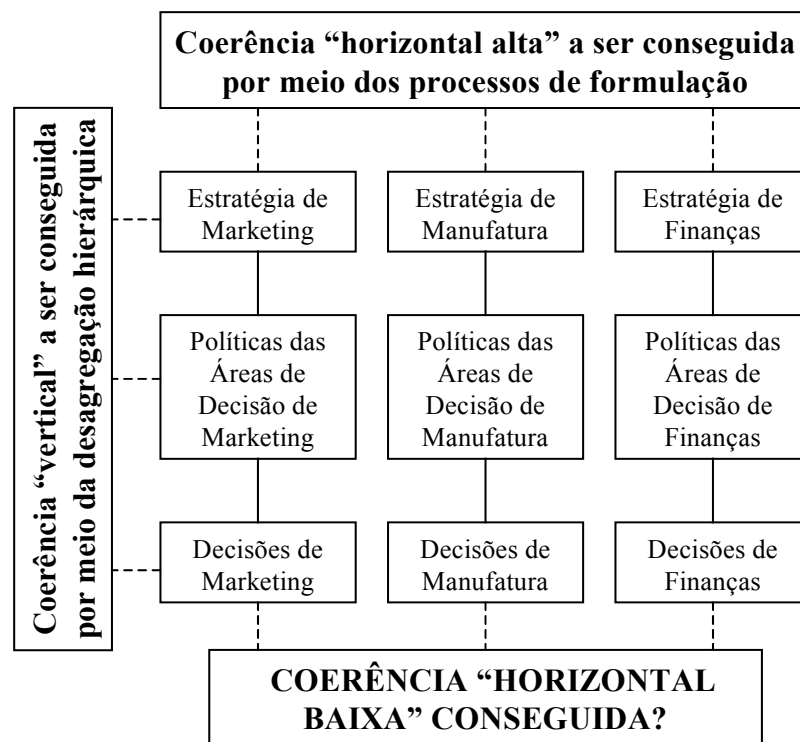 Coerência “horizontal alta” a ser conseguida
por meio dos processos de formulação
Coerência “vertical” a ser conseguida
por meio da desagregação hierárquica
Estratégia de
Marketing
Estratégia de
Manufatura
Estratégia de
Finanças
Políticas das
Áreas de
Decisão de
Marketing
Políticas das
Áreas de
Decisão de
Manufatura
Políticas das
Áreas de
Decisão de
Finanças
Decisões de
Marketing
Decisões de
Manufatura
Decisões de
Finanças
COERÊNCIA “HORIZONTAL
BAIXA” CONSEGUIDA?